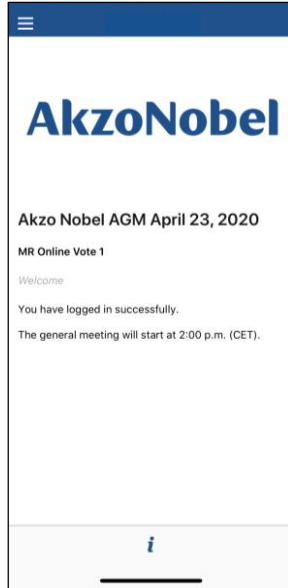 AkzoNobel
Akzo Nobel AGM April 23, 2020
MR Online Vote 1
Welcome
You have logged in successfully.
The general meeting will start at 2:00 p.m. (CET).
i